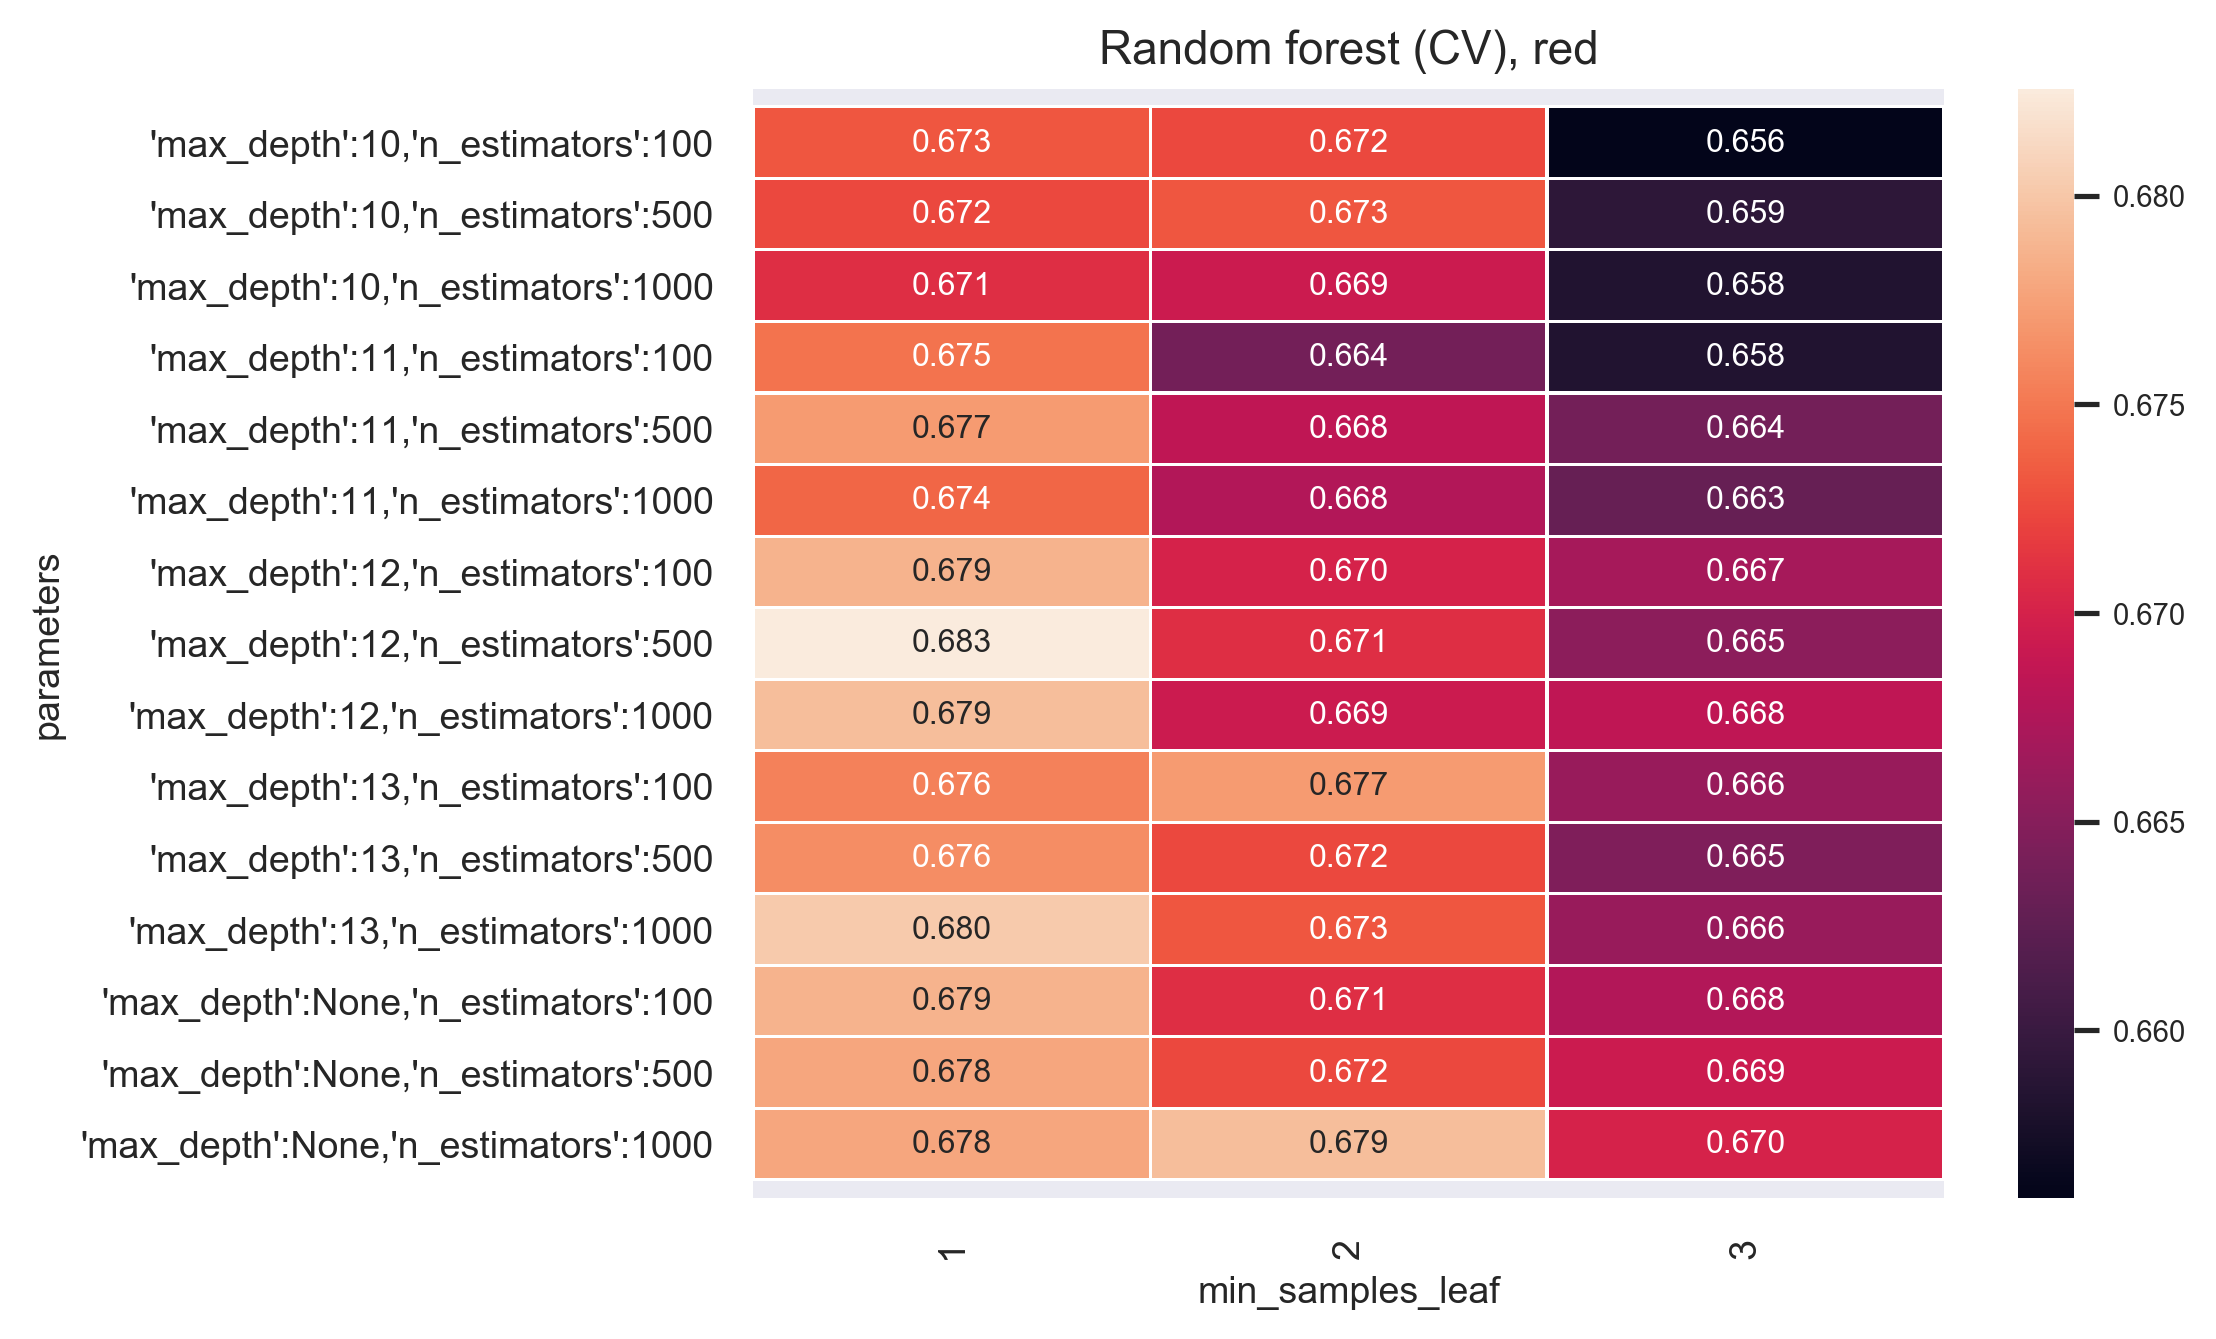 Random forest (CV), red
'max_depth':10,'n_estimators':100 0.673 0.672 0.656
'max_depth':10,'n_estimators':500 0.672 0.673 0.659
'max_depth':10,'n_estimators':1000 0.671 0.669 0.658
'max_depth':11,'n_estimators':100 0.675 0.664 0.658
'max_depth':11,'n_estimators':500 0.677 0.668 0.664
'max_depth':11,'n_estimators':1000 0.674 0.668 0.663
'max_depth':12,'n_estimators':100 0.679 0.670 0.667
'max_depth':12,'n_estimators':500 0.683 0.671 0.665
'max_depth':12,'n_estimators':1000 0.679 0.669 0.668
'max_depth':13,'n_estimators':100 0.676 0.677 0.666
'max_depth':13,'n_estimators':500 0.676 0.672 0.665
'max_depth':13,'n_estimators':1000 0.680 0.673 0.666
'max_depth':None,'n_estimators':100 0.679 0.671 0.668
'max_depth':None,'n_estimators':500 0.678 0.672 0.669
'max_depth':None,'n_estimators':1000 0.678 0.679 0.670
parameters
1 2 3
min_samples_leaf
0.680
0.675
0.670
0.665
0.660